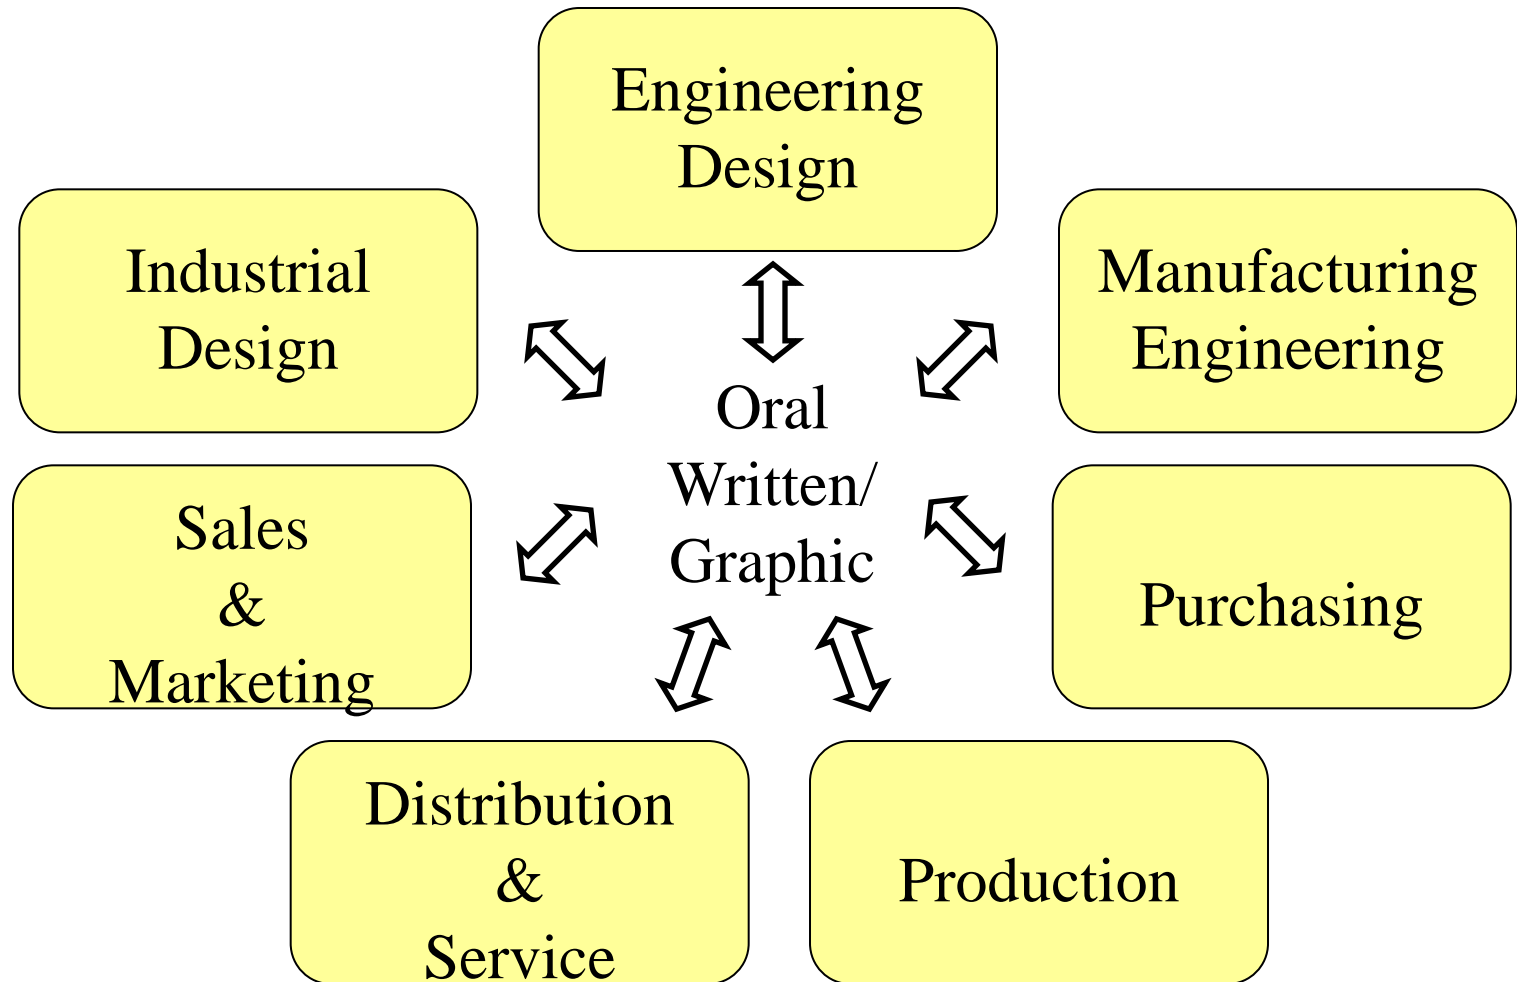 Engineering
Design
Industrial
Design
Manufacturing
Engineering
Oral
Written/
Graphic
Sales
&
Marketing
Purchasing
Distribution
&
Service
Production